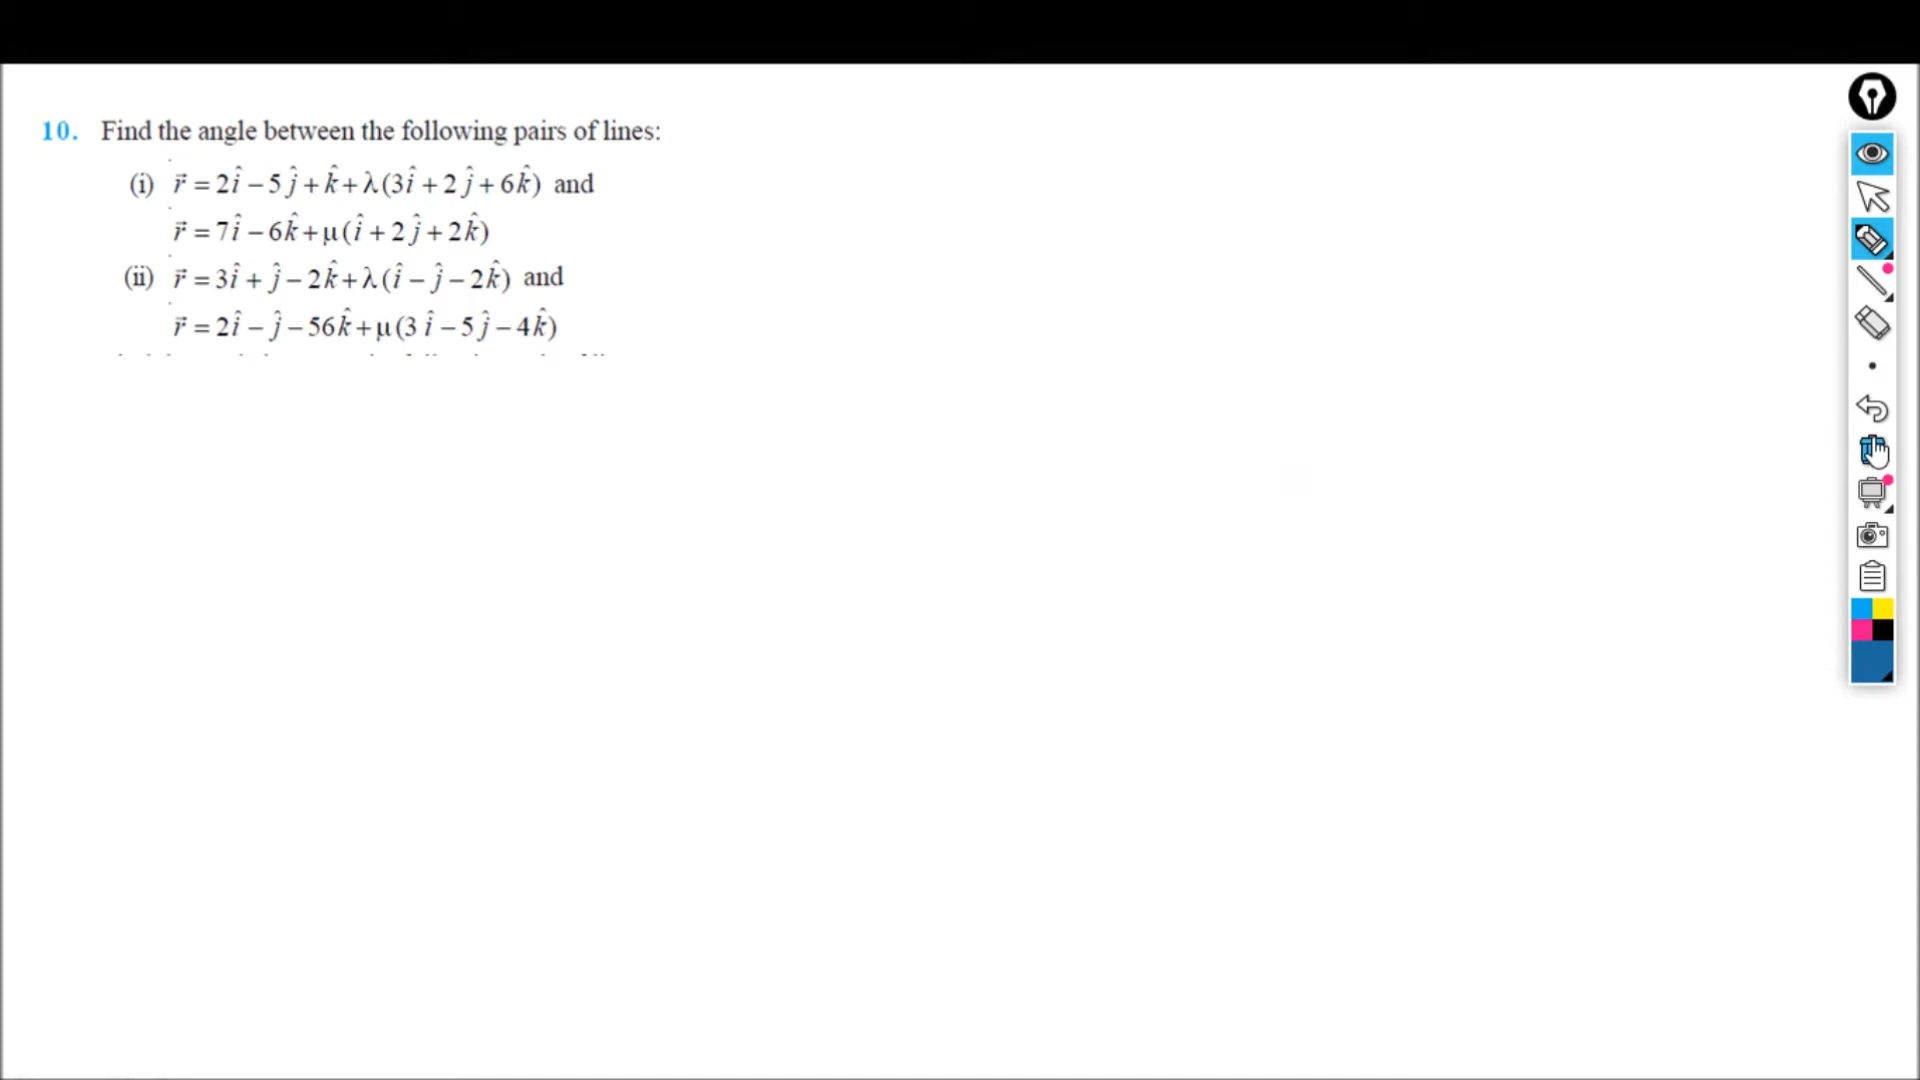 10. Find the angle between the following pairs of lines:
(i) r⃗ = 2î − 5ĵ + k̂ + λ(3î + 2ĵ + 6k̂) and
r⃗ = 7î − 6k̂ + μ(î + 2ĵ + 2k̂)
(ii) r⃗ = 3î + ĵ − 2k̂ + λ(î − ĵ − 2k̂) and
r⃗ = 2î − ĵ − 56k̂ + μ(3î − 5ĵ − 4k̂)